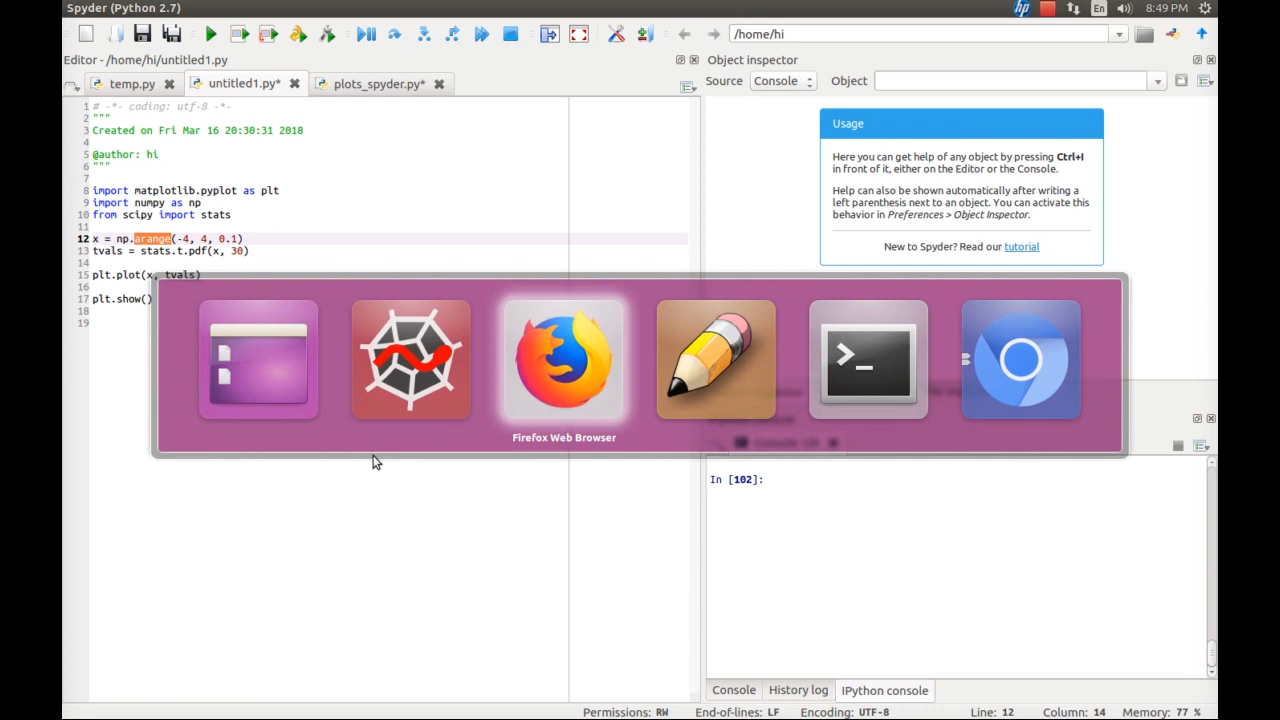 Spyder (Python 2.7)
En
8:49 PM
/home/hi
Editor - /home/hi/untitled1.py
temp.py
untitled1.py*
plots_spyder.py*
1 # -*- coding: utf-8 -*-
2 """
3 Created on Fri Mar 16 20:30:31 2018
4
5 @author: hi
6 """
7
8 import matplotlib.pyplot as plt
9 import numpy as np
10 from scipy import stats
11
12 x = np.arange(-4, 4, 0.1)
13 tvals = stats.t.pdf(x, 30)
14
15 plt.plot(x, tvals)
16
17 plt.show()
18
19
Object inspector
Source Console Object
Usage
Here you can get help of any object by pressing Ctrl+I
in front of it, either on the Editor or the Console.
Help can also be shown automatically after writing a
left parenthesis next to an object. You can activate this
behavior in Preferences > Object Inspector.
New to Spyder? Read our tutorial
Firefox Web Browser
In [102]:
Console
History log
IPython console
Permissions: RW End-of-lines: LF Encoding: UTF-8 Line: 12 Column: 14 Memory: 77 %